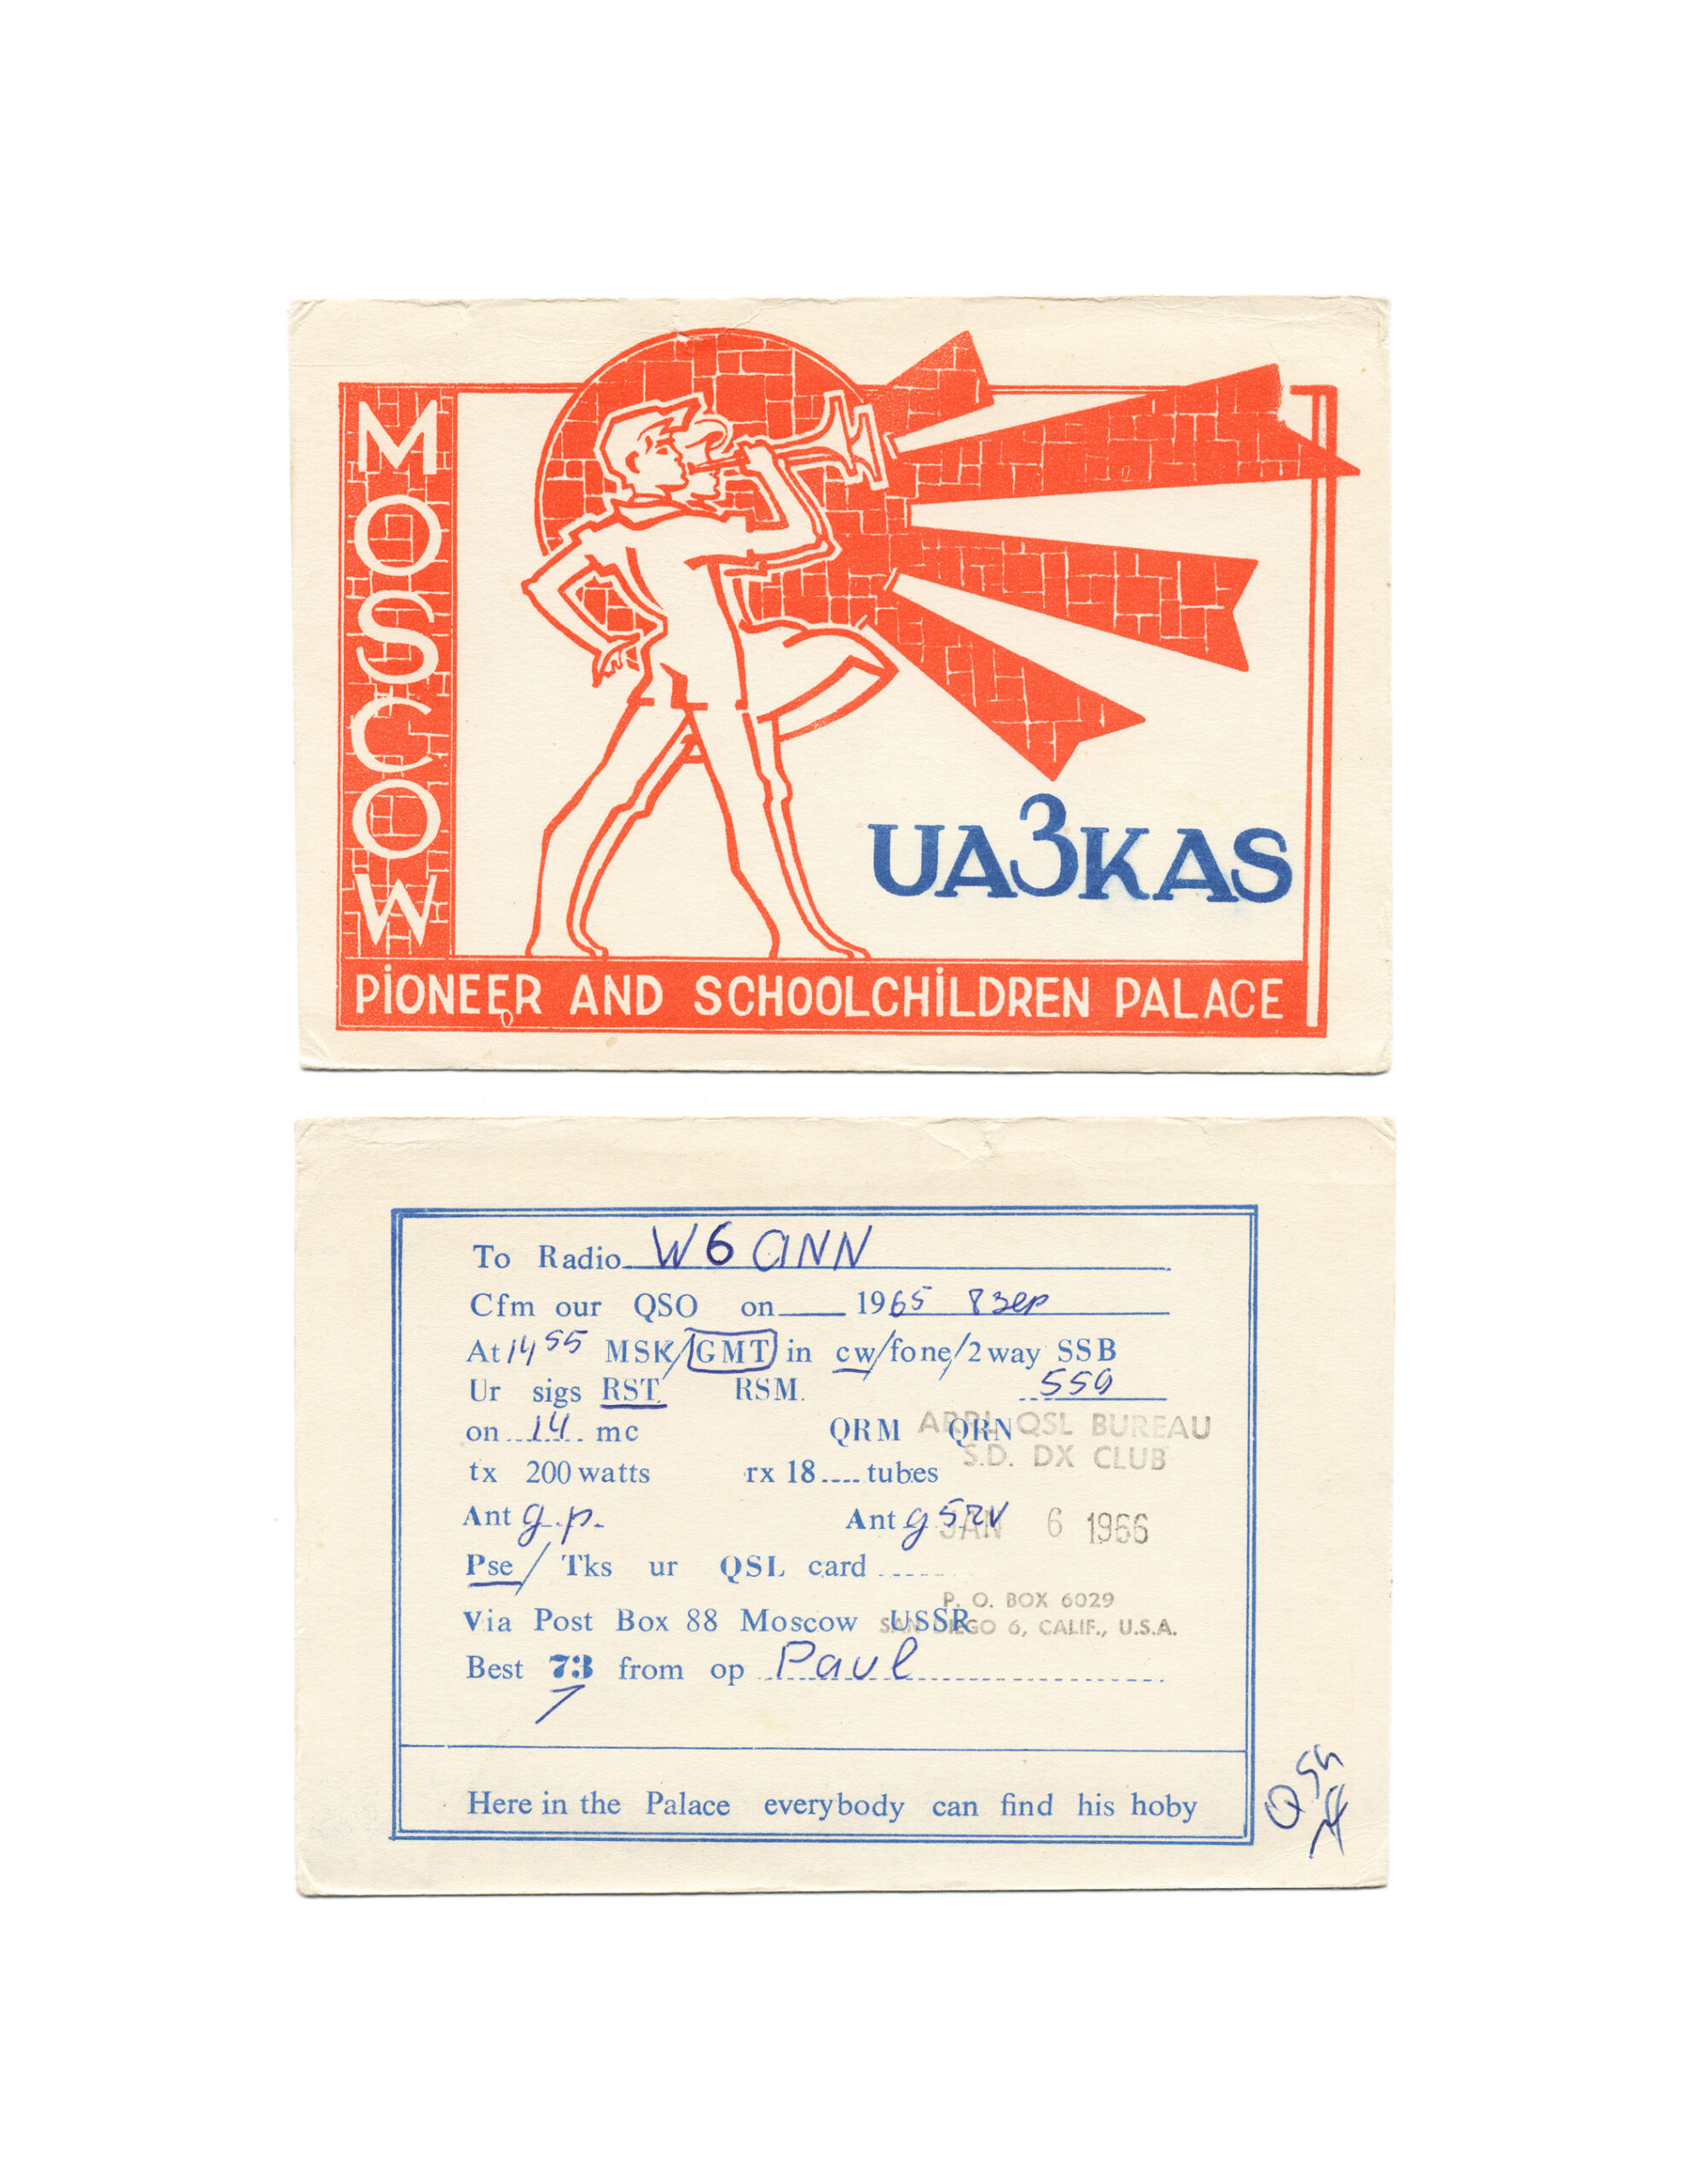 MOSCOW
UA3KAS
PiONEER AND SCHOOLCHiLDREN PALACE
To Radio W6ANN
Cfm our QSO on 1965 8 sep
At 1455 MSK/GMT in cw/fone/2 way SSB
Ur sigs RST. RSM. 559
on 14 mc QRM QRN
ARRL QSL BUREAU
S.D. DX CLUB
tx 200 watts rx 18 tubes
Ant g.p. Ant g5rv
JAN 6 1966
Pse/Tks ur QSL card
P. O. BOX 6029
SAN DIEGO 6, CALIF., U.S.A.
Via Post Box 88 Moscow USSR
Best 73 from op Paul
Here in the Palace everybody can find his hoby